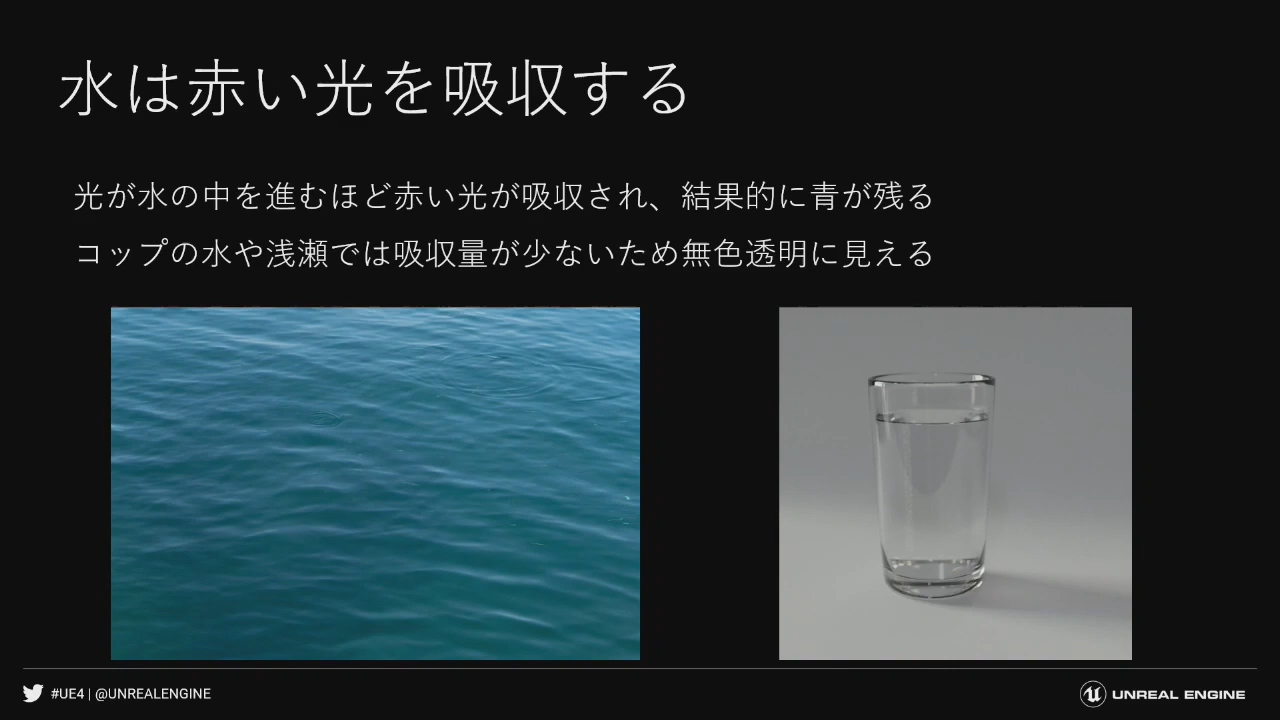 水は赤い光を吸収する
光が水の中を進むほど赤い光が吸収され、結果的に青が残る
コップの水や浅瀬では吸収量が少ないため無色透明に見える
#UE4 | @UNREALENGINE
UNREAL ENGINE